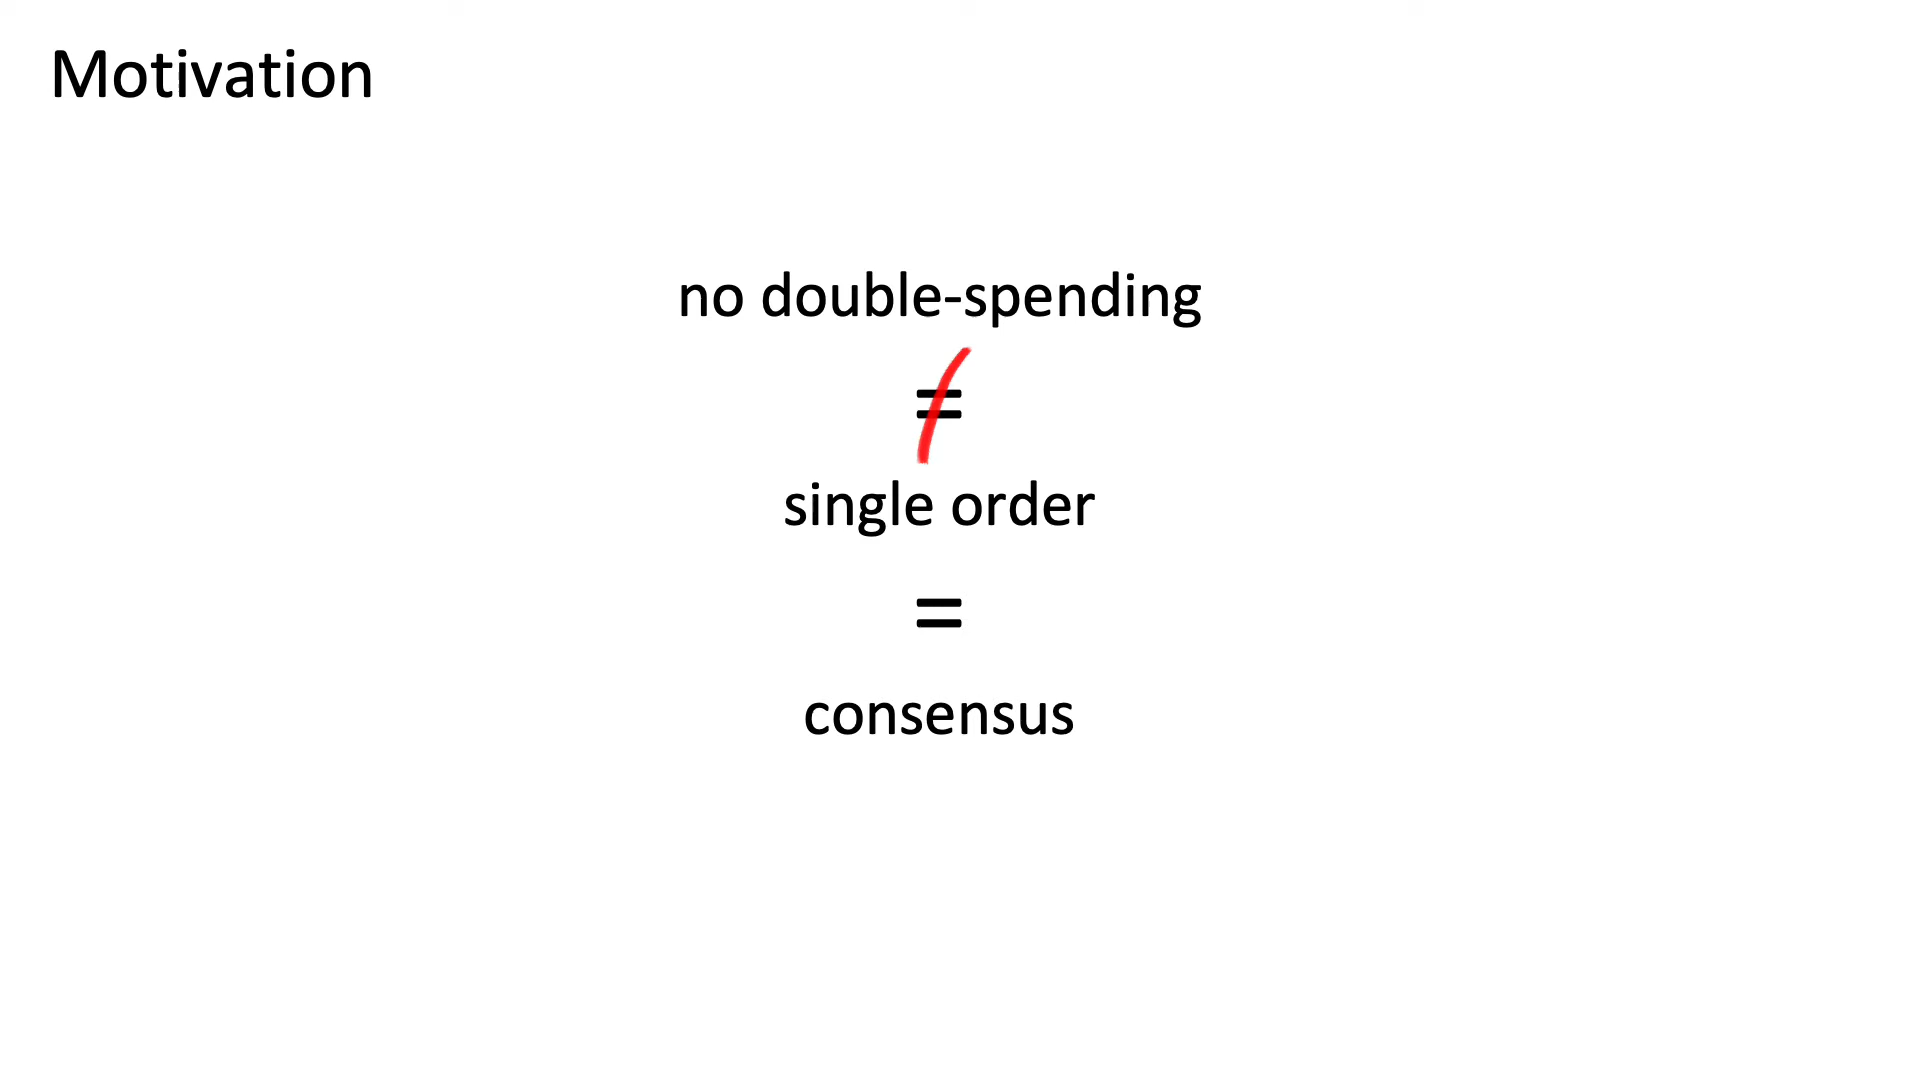 Motivation
no double-spending
≠
single order
=
consensus